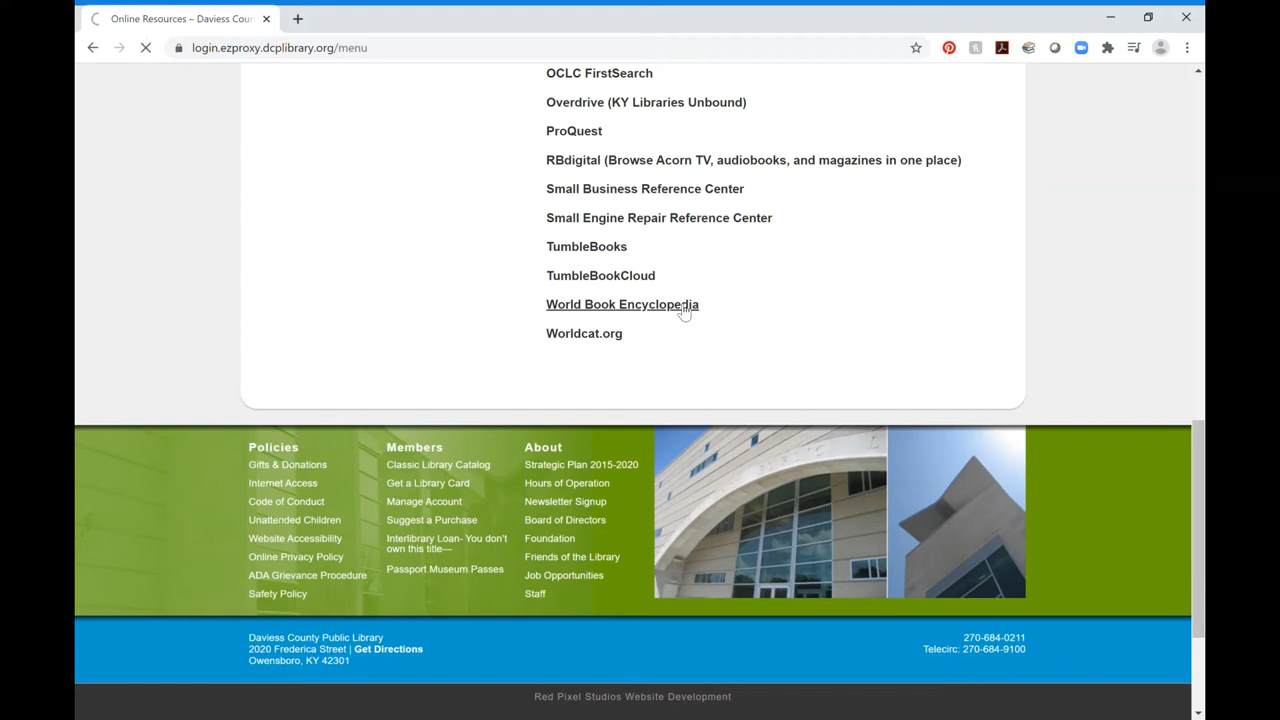 Online Resources – Daviess Coun
login.ezproxy.dcplibrary.org/menu
OCLC FirstSearch
Overdrive (KY Libraries Unbound)
ProQuest
RBdigital (Browse Acorn TV, audiobooks, and magazines in one place)
Small Business Reference Center
Small Engine Repair Reference Center
TumbleBooks
TumbleBookCloud
World Book Encyclopedia
Worldcat.org
Policies
Gifts & Donations
Internet Access
Code of Conduct
Unattended Children
Website Accessibility
Online Privacy Policy
ADA Grievance Procedure
Safety Policy
Members
Classic Library Catalog
Get a Library Card
Manage Account
Suggest a Purchase
Interlibrary Loan- You don't
own this title—
Passport Museum Passes
About
Strategic Plan 2015-2020
Hours of Operation
Newsletter Signup
Board of Directors
Foundation
Friends of the Library
Job Opportunities
Staff
Daviess County Public Library
2020 Frederica Street | Get Directions
Owensboro, KY 42301
270-684-0211
Telecirc: 270-684-9100
Red Pixel Studios Website Development